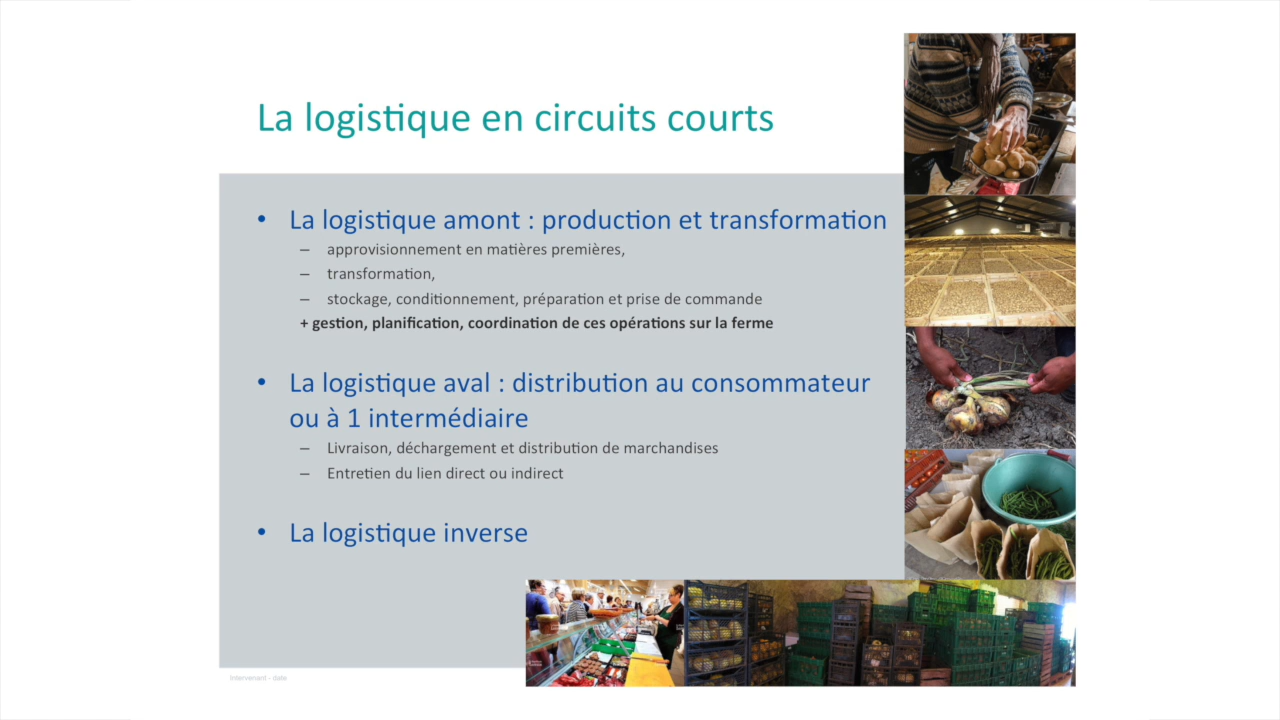 La logistique en circuits courts
• La logistique amont : production et transformation
– approvisionnement en matières premières,
– transformation,
– stockage, conditionnement, préparation et prise de commande
+ gestion, planification, coordination de ces opérations sur la ferme
• La logistique aval : distribution au consommateur
ou à 1 intermédiaire
– Livraison, déchargement et distribution de marchandises
– Entretien du lien direct ou indirect
• La logistique inverse
Intervenant - date